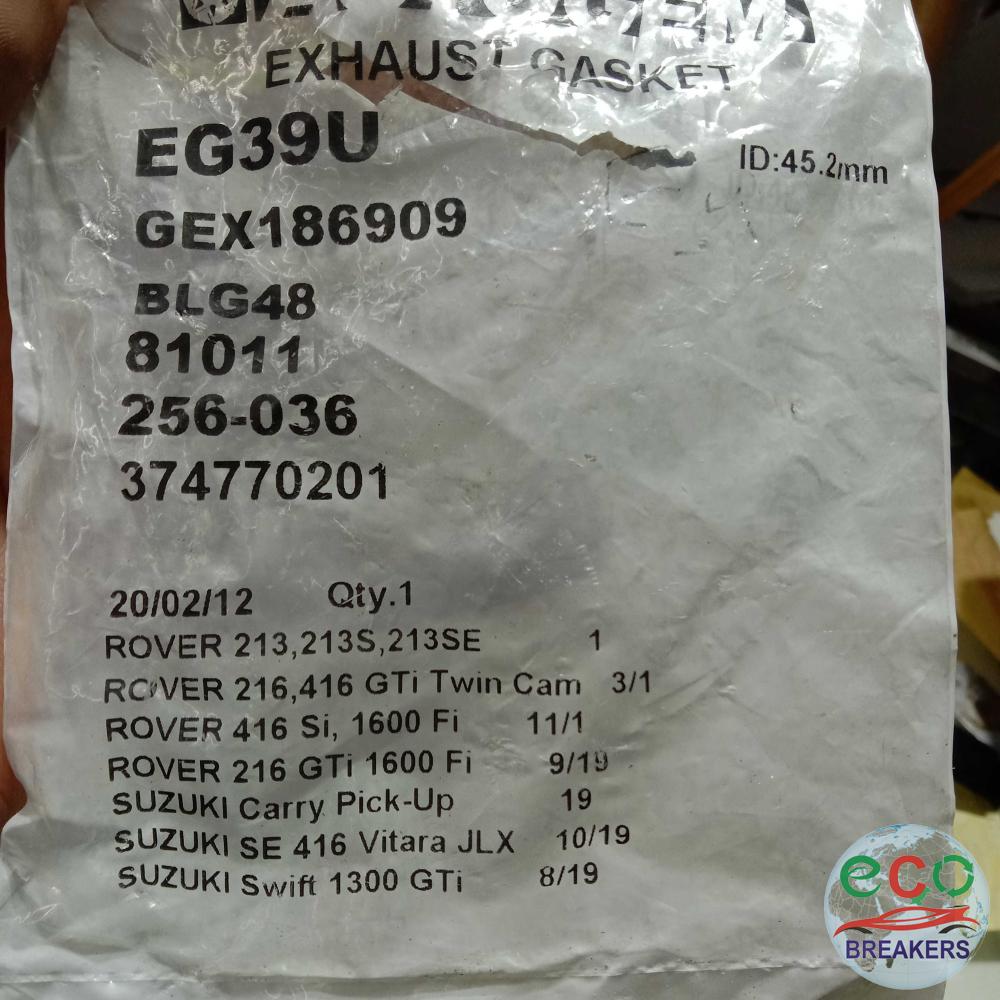 EXHAUST GASKET
EG39U
ID:45.2mm
GEX186909
BLG48
81011
256-036
374770201
20/02/12 Qty.1
ROVER 213,213S,213SE 1
ROVER 216,416 GTi Twin Cam 3/1
ROVER 416 Si, 1600 Fi 11/1
ROVER 216 GTi 1600 Fi 9/19
SUZUKI Carry Pick-Up 19
SUZUKI SE 416 Vitara JLX 10/19
SUZUKI Swift 1300 GTi 8/19
eco
BREAKERS